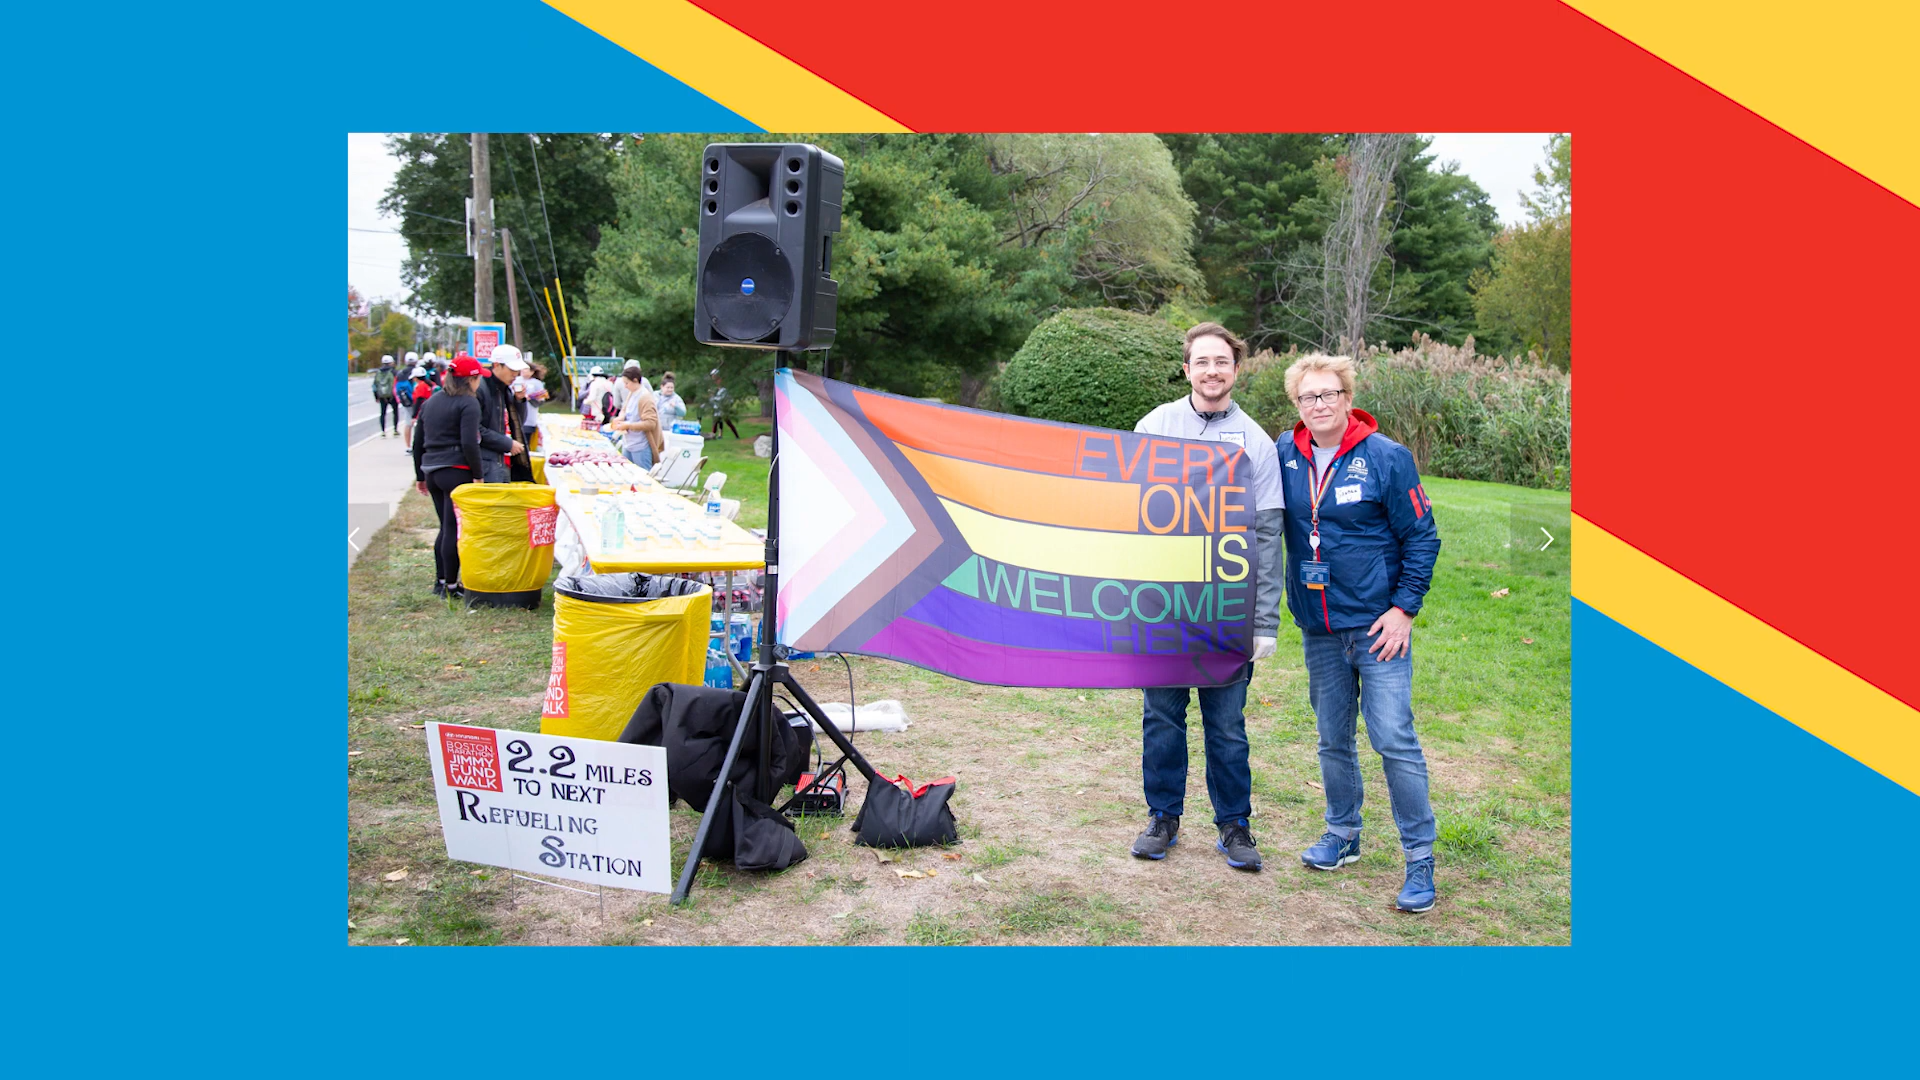 EVERY
ONE
IS
WELCOME
HERE
BOSTON
MARATHON
JIMMY
FUND
WALK
2.2 MILES
TO NEXT
REFUELING
STATION